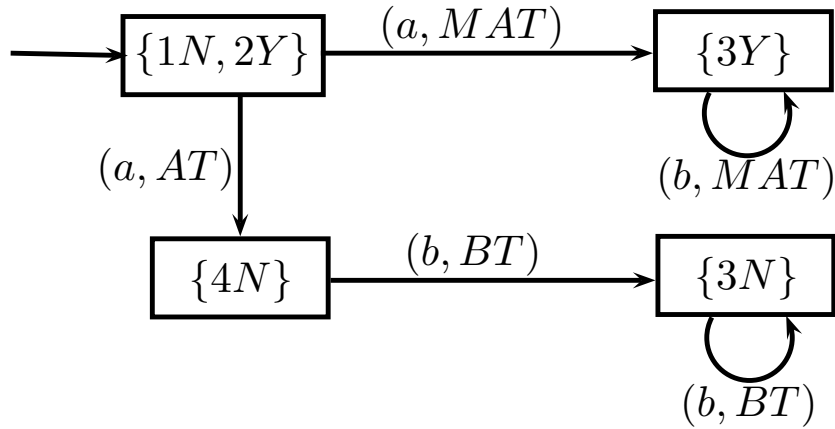 (a, MAT)
{1N, 2Y}
{3Y}
(a, AT)
(b, MAT)
(b, BT)
{4N}
{3N}
(b, BT)